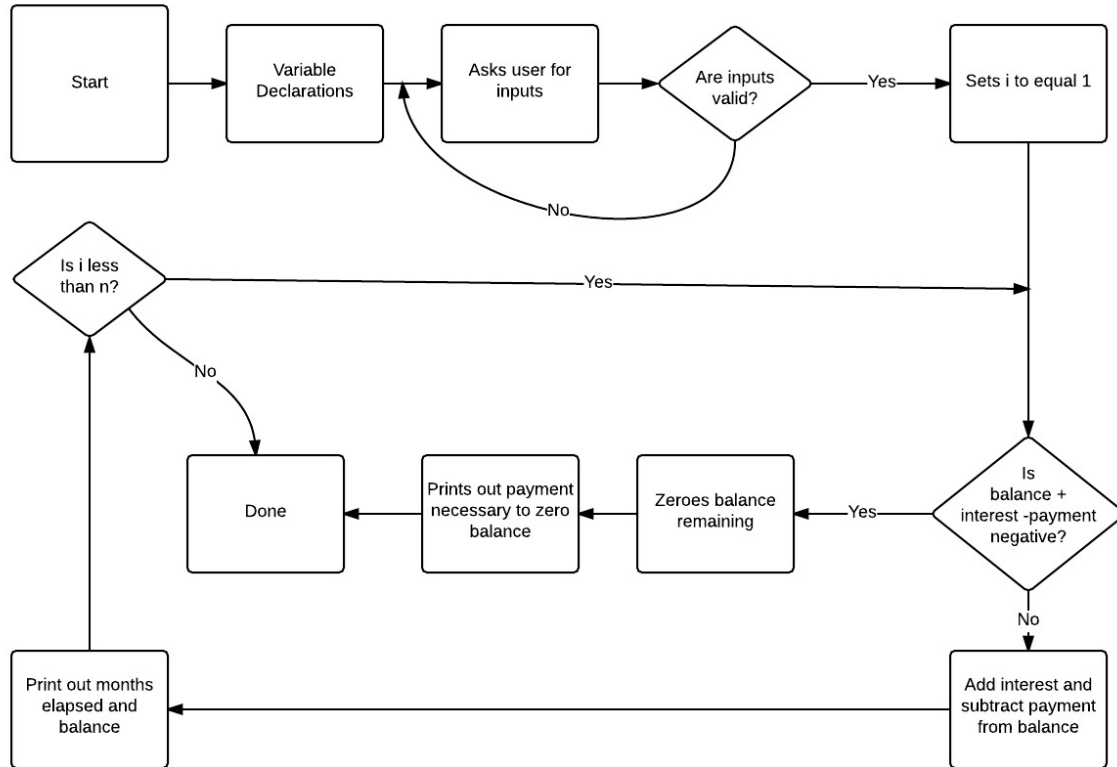 Start
Variable
Declarations
Asks user for
inputs
Are inputs
valid?
Yes
Sets i to equal 1
No
Is i less
than n?
Yes
No
Done
Prints out payment
necessary to zero
balance
Zeroes balance
remaining
Yes
Is
balance +
interest -payment
negative?
No
Print out months
elapsed and
balance
Add interest and
subtract payment
from balance